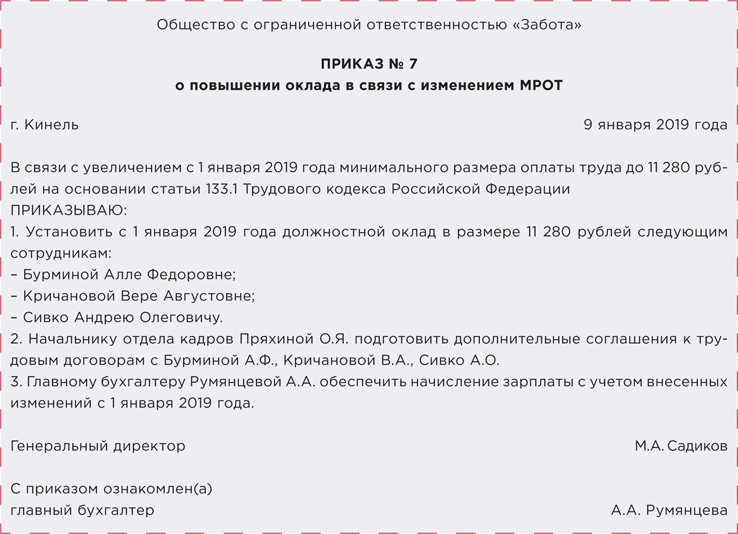 Общество с ограниченной ответственностью «Забота»
ПРИКАЗ № 7
о повышении оклада в связи с изменением МРОТ
г. Кинель 9 января 2019 года
В связи с увеличением с 1 января 2019 года минимального размера оплаты труда до 11 280 руб-
лей на основании статьи 133.1 Трудового кодекса Российской Федерации
ПРИКАЗЫВАЮ:
1. Установить с 1 января 2019 года должностной оклад в размере 11 280 рублей следующим
сотрудникам:
– Бурминой Алле Федоровне;
– Кричановой Вере Августовне;
– Сивко Андрею Олеговичу.
2. Начальнику отдела кадров Пряхиной О.Я. подготовить дополнительные соглашения к тру-
довым договорам с Бурминой А.Ф., Кричановой В.А., Сивко А.О.
3. Главному бухгалтеру Румянцевой А.А. обеспечить начисление зарплаты с учетом внесенных
изменений с 1 января 2019 года.
Генеральный директор М.А. Садиков
С приказом ознакомлен(а)
главный бухгалтер А.А. Румянцева